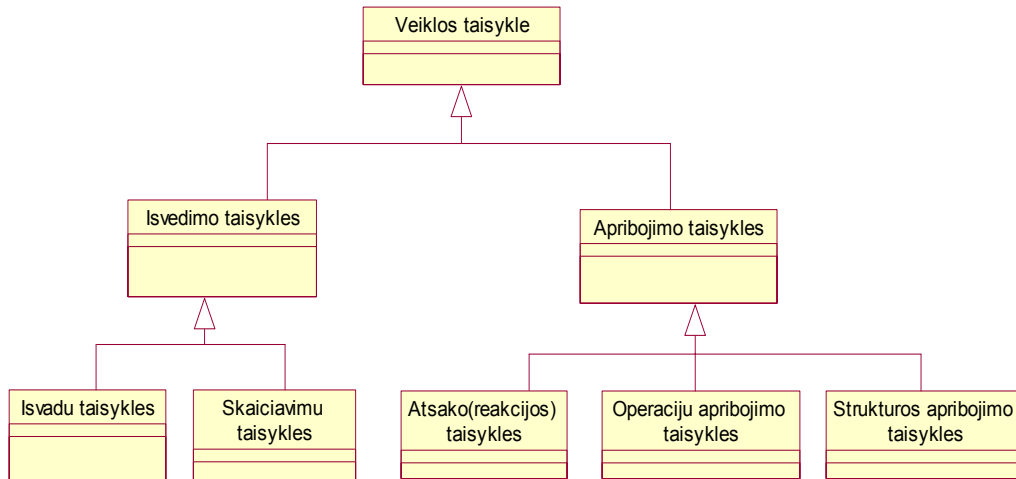 Veiklos taisykle
Isvedimo taisykles
Apribojimo taisykles
Isvadu taisykles
Skaiciavimu
taisykles
Atsako(reakcijos)
taisykles
Operaciju apribojimo
taisykles
Strukturos apribojimo
taisykles